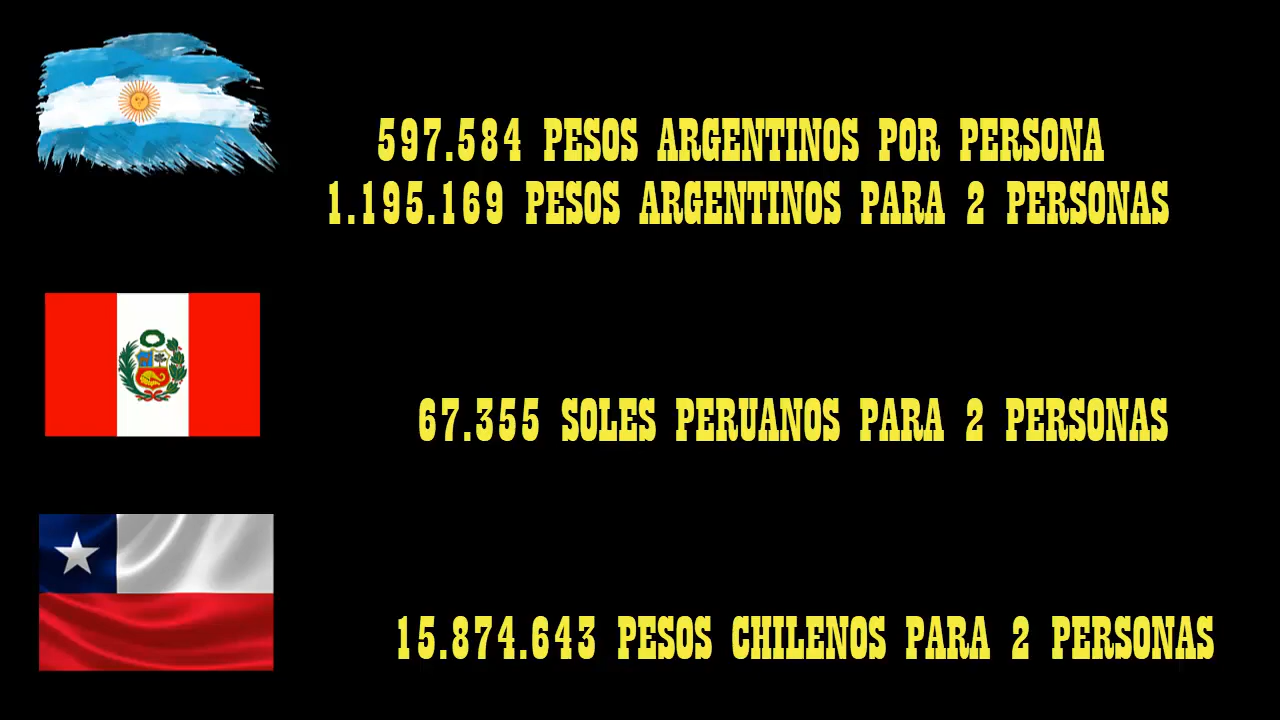 597.584 PESOS ARGENTINOS POR PERSONA
1.195.169 PESOS ARGENTINOS PARA 2 PERSONAS
67.355 SOLES PERUANOS PARA 2 PERSONAS
15.874.643 PESOS CHILENOS PARA 2 PERSONAS